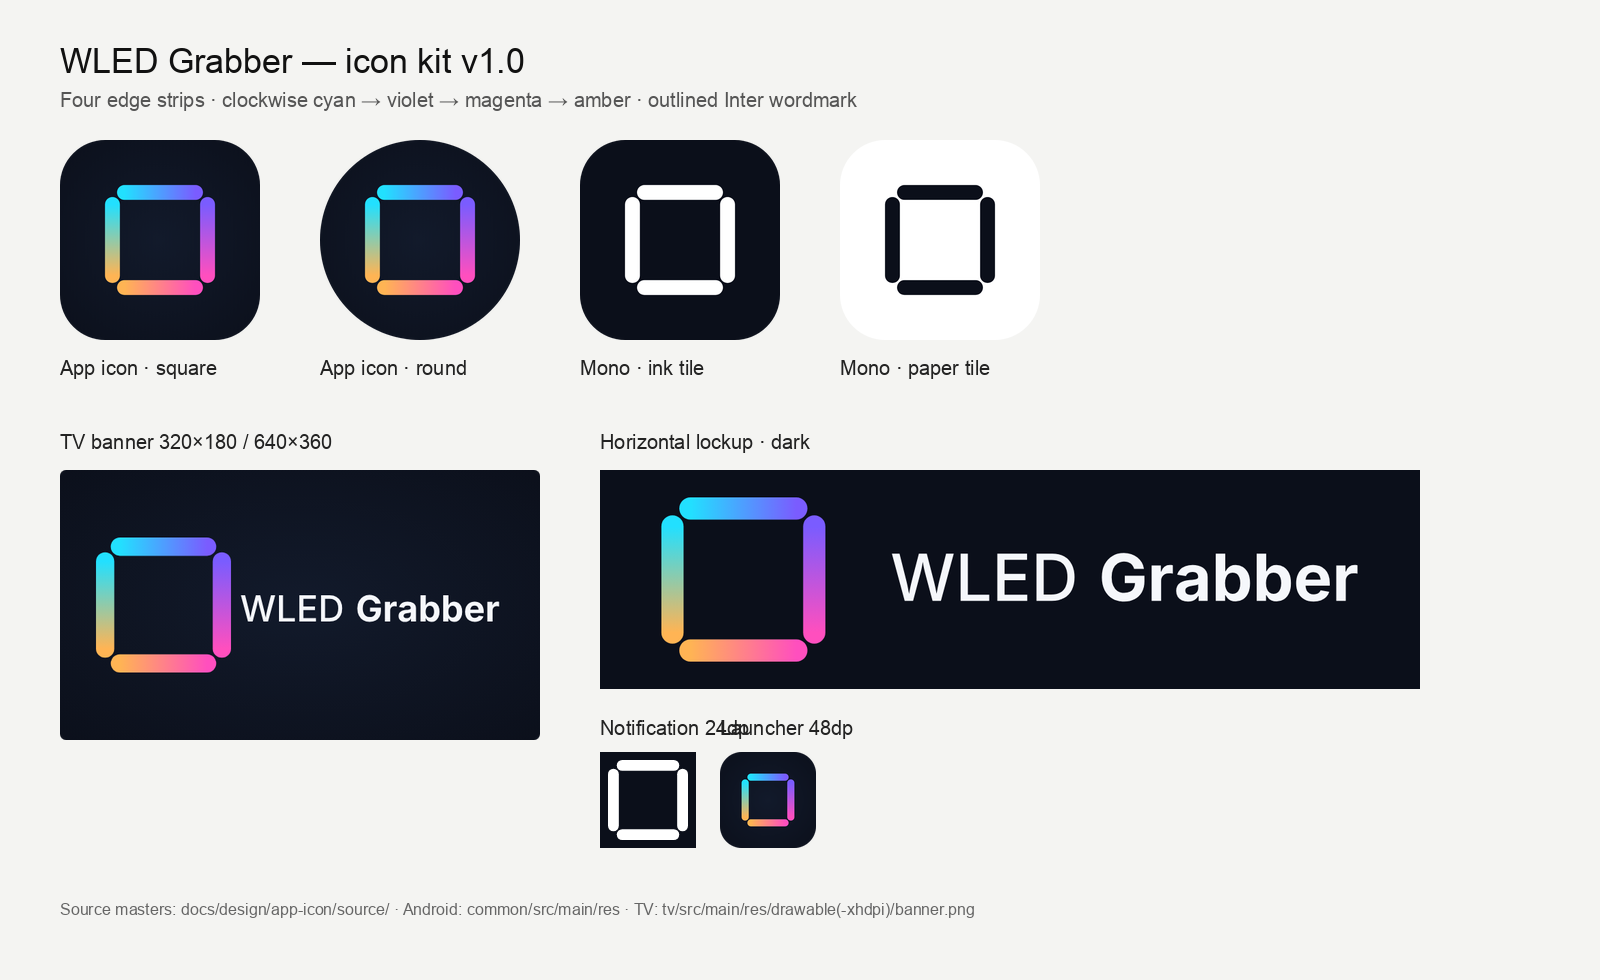 WLED Grabber — icon kit v1.0
Four edge strips · clockwise cyan → violet → magenta → amber · outlined Inter wordmark
App icon · square
App icon · round
Mono · ink tile
Mono · paper tile
TV banner 320×180 / 640×360
Horizontal lockup · dark
WLED Grabber
WLED Grabber
Notification 24dp
Launcher 48dp
Source masters: docs/design/app-icon/source/ · Android: common/src/main/res · TV: tv/src/main/res/drawable(-xhdpi)/banner.png